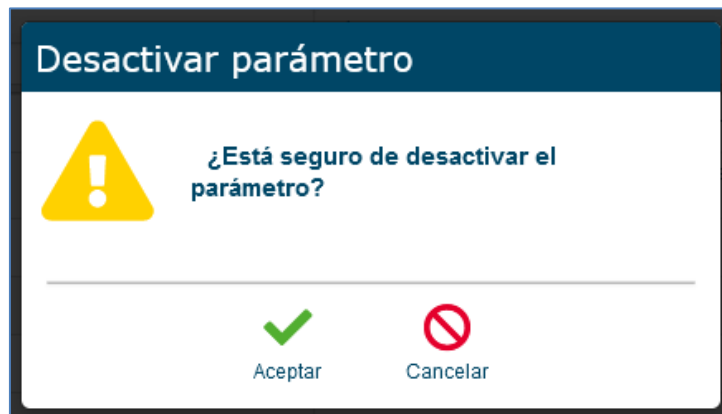 Desactivar parámetro
¿Está seguro de desactivar el
parámetro?
Aceptar
Cancelar